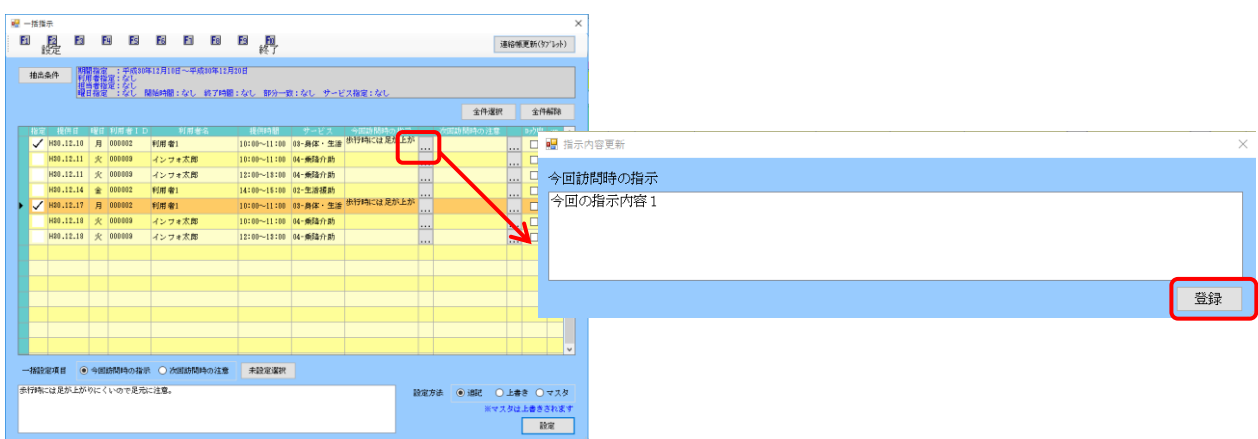 一括指示
F1 F2 F3 F4 F5 F6 F7 F8 F9 F10
設定 終了
連絡帳更新(ﾀﾌﾞﾚｯﾄ)
抽出条件
期間指定 :平成30年12月10日～平成30年12月20日
利用者指定:なし
担当者指定:なし
曜日指定 :なし 開始時間:なし 終了時間:なし 部分一致:なし サービス指定:なし
全件選択 全件解除
指定 提供日 曜日 利用者ID 利用者名 提供時間 サービス 今回訪問時の 次回訪問時の注意
H30.12.10 月 000002 利用者1 10:00～11:00 03-身体・生活 歩行時には足が上が ...
H30.12.11 火 000009 インフォ太郎 10:00～11:00 04-乗降介助 ... ...
H30.12.11 火 000009 インフォ太郎 12:00～13:00 04-乗降介助 ... ...
H30.12.14 金 000002 利用者1 14:00～15:00 02-生活援助 ... ...
H30.12.17 月 000002 利用者1 10:00～11:00 03-身体・生活 歩行時には足が上が ... ...
H30.12.18 火 000009 インフォ太郎 10:00～11:00 04-乗降介助 ... ...
H30.12.18 火 000009 インフォ太郎 12:00～13:00 04-乗降介助 ... ...
一括設定項目 今回訪問時の指示 次回訪問時の注意 未設定選択
歩行時には足が上がりにくいので足元に注意。
設定方法 追記 上書き マスタ
※マスタは上書きされます
設定
指示内容更新
今回訪問時の指示
今回の指示内容1
登録